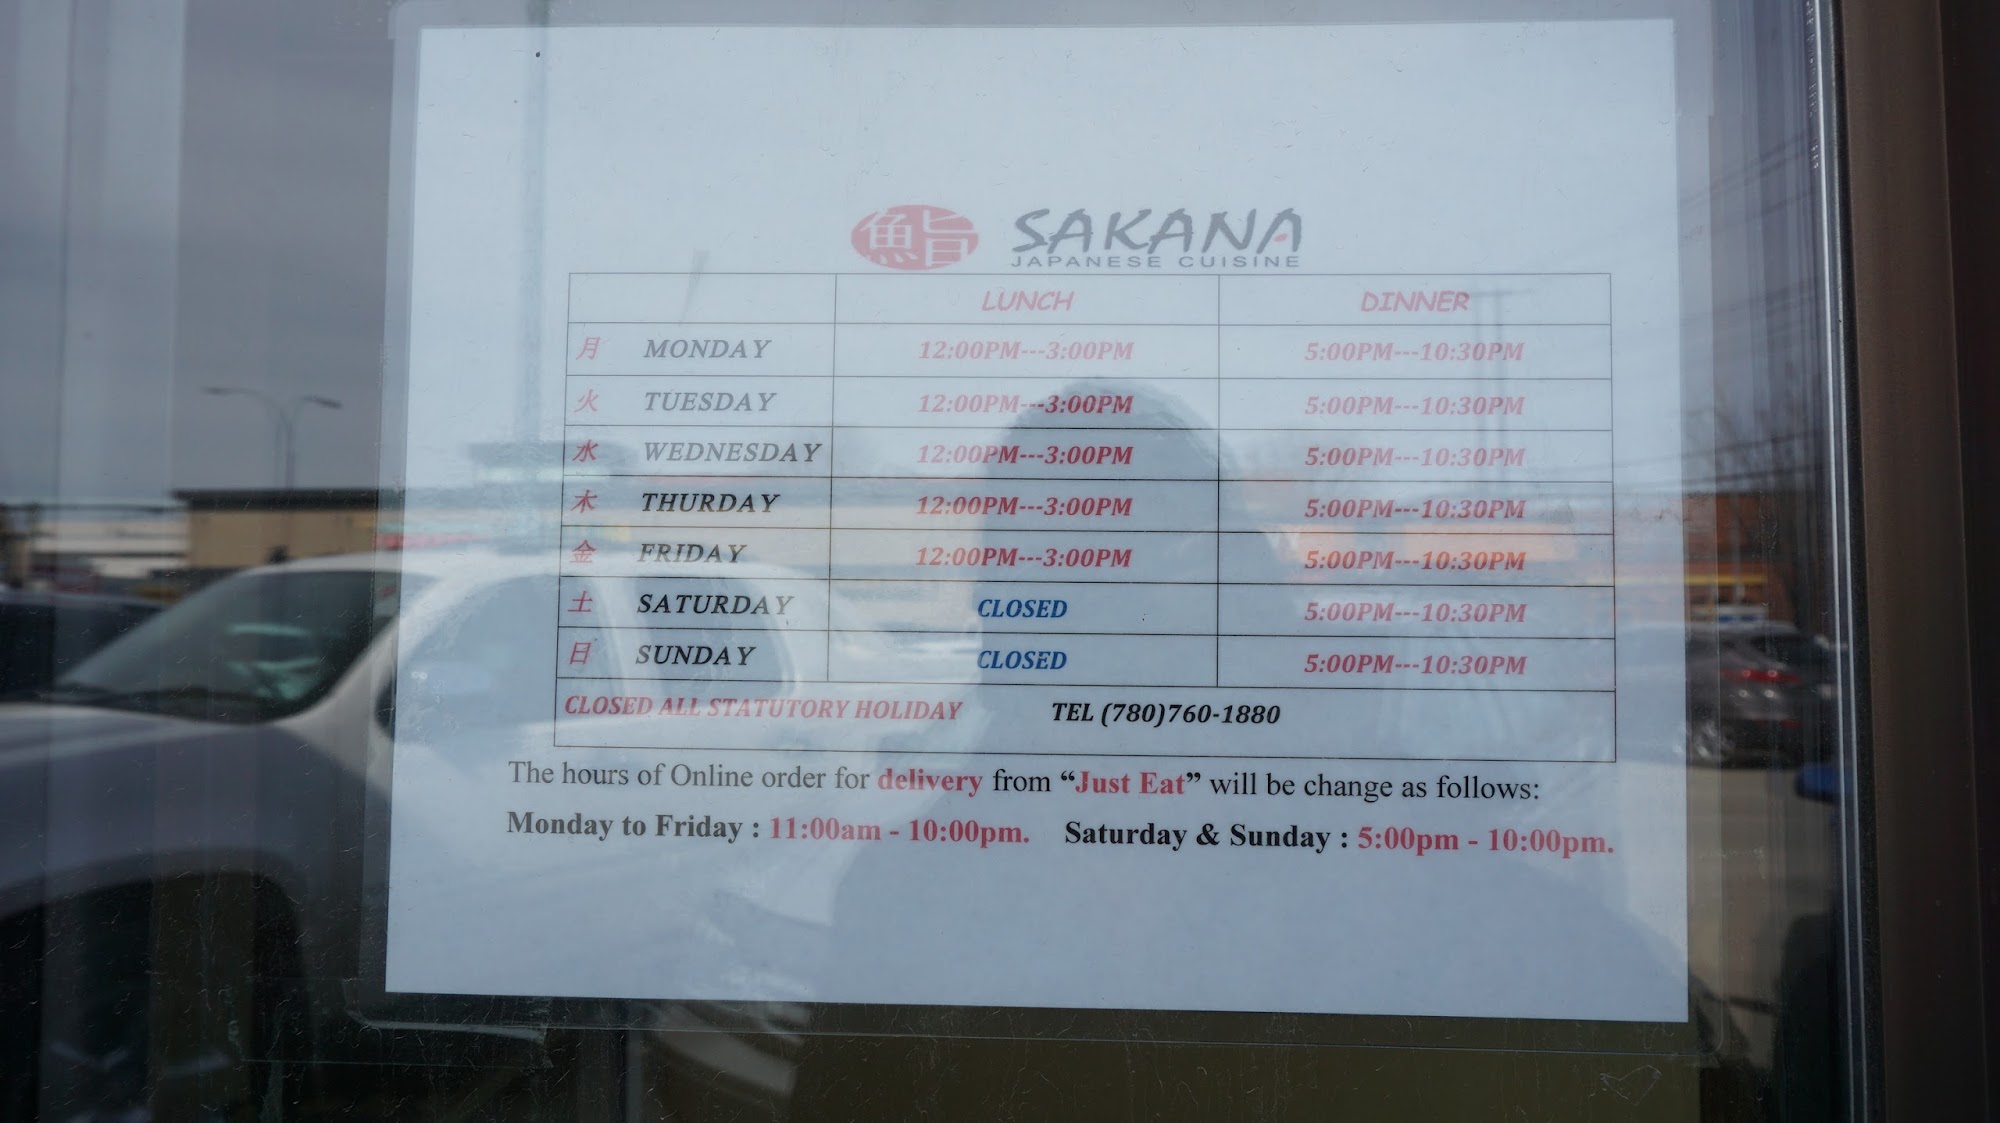 鮨 SAKANA
JAPANESE CUISINE
LUNCH DINNER
月 MONDAY 12:00PM---3:00PM 5:00PM---10:30PM
火 TUESDAY 12:00PM---3:00PM 5:00PM---10:30PM
水 WEDNESDAY 12:00PM---3:00PM 5:00PM---10:30PM
木 THURDAY 12:00PM---3:00PM 5:00PM---10:30PM
金 FRIDAY 12:00PM---3:00PM 5:00PM---10:30PM
土 SATURDAY CLOSED 5:00PM---10:30PM
日 SUNDAY CLOSED 5:00PM---10:30PM
CLOSED ALL STATUTORY HOLIDAY TEL (780)760-1880
The hours of Online order for delivery from “Just Eat” will be change as follows:
Monday to Friday : 11:00am - 10:00pm. Saturday & Sunday : 5:00pm - 10:00pm.